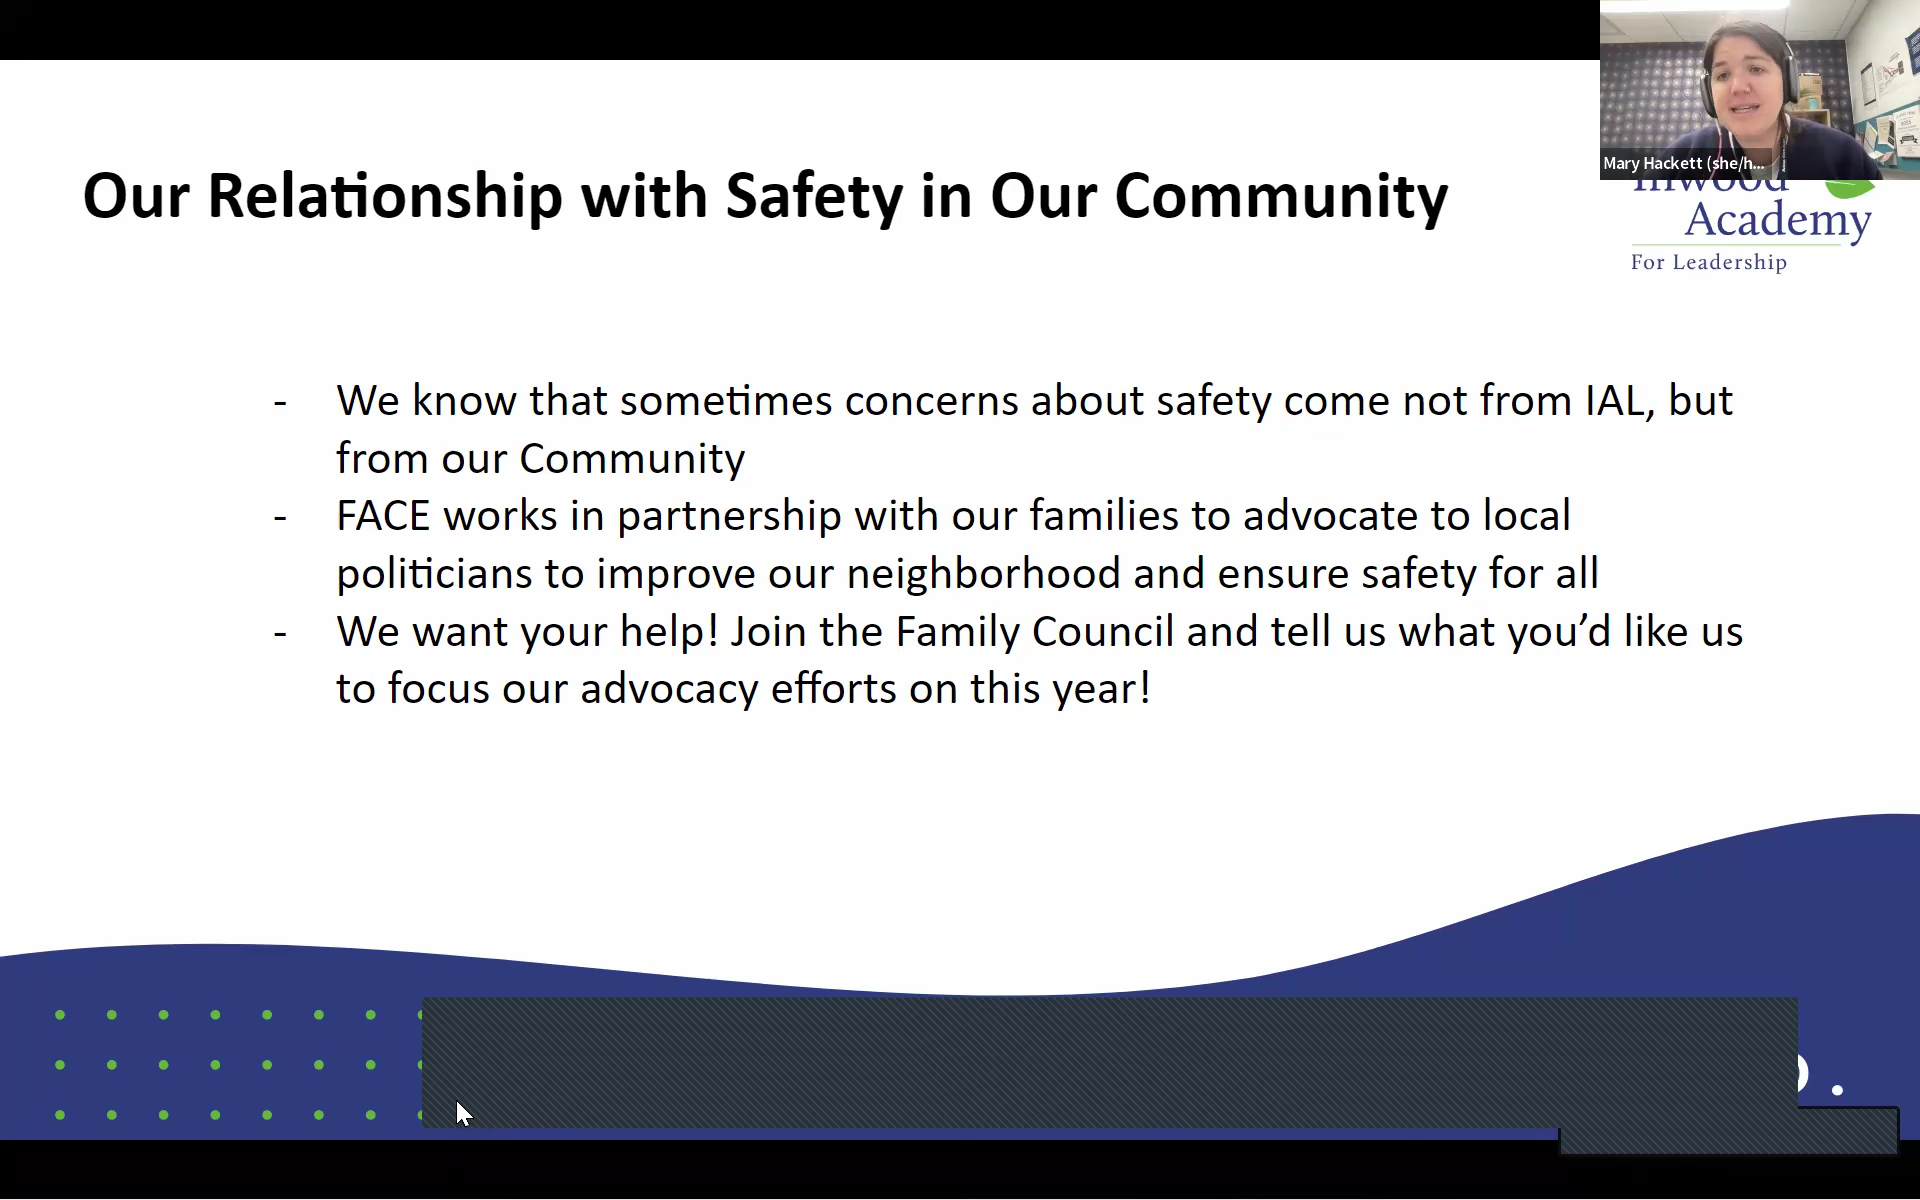 Our Relationship with Safety in Our Community
Mary Hackett (she/h...
Inwood
Academy
For Leadership
- We know that sometimes concerns about safety come not from IAL, but
from our Community
- FACE works in partnership with our families to advocate to local
politicians to improve our neighborhood and ensure safety for all
- We want your help! Join the Family Council and tell us what you’d like us
to focus our advocacy efforts on this year!